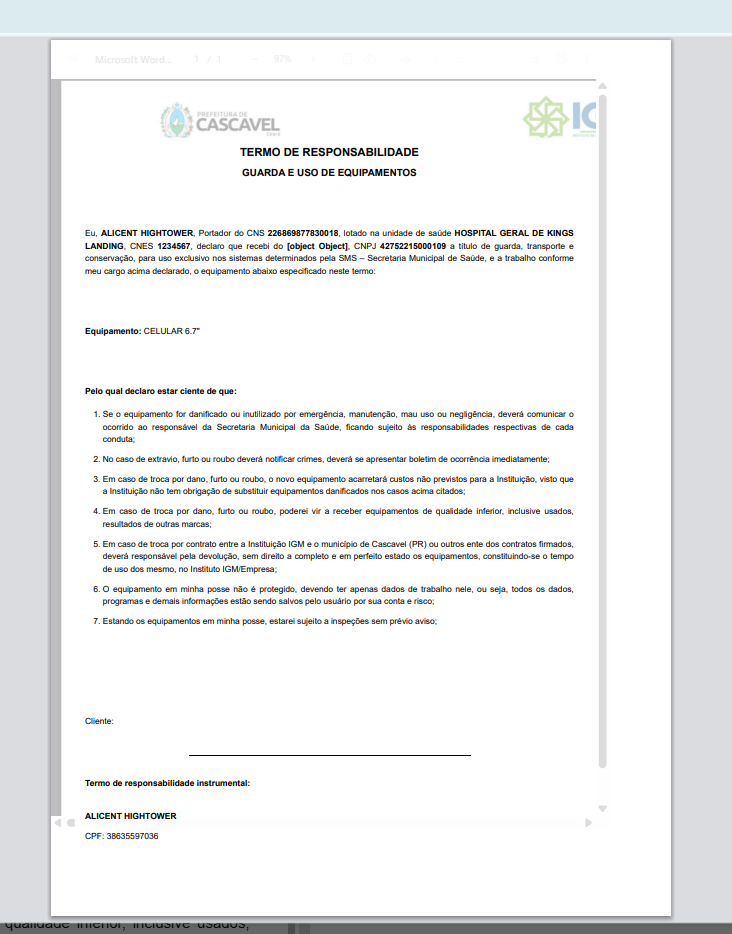 Microsoft Word... 1 / 1 97%
PREFEITURA DE
CASCAVEL
Ceará
IG
TERMO DE RESPONSABILIDADE
GUARDA E USO DE EQUIPAMENTOS
Eu, ALICENT HIGHTOWER, Portador do CNS 226869877830018, lotado na unidade de saúde HOSPITAL GERAL DE KINGS
LANDING, CNES 1234567, declaro que recebi do [object Object], CNPJ 42752215000109 a título de guarda, transporte e
conservação, para uso exclusivo nos sistemas determinados pela SMS – Secretaria Municipal de Saúde, e a trabalho conforme
meu cargo acima declarado, o equipamento abaixo especificado neste termo:
Equipamento: CELULAR 6.7"
Pelo qual declaro estar ciente de que:
1. Se o equipamento for danificado ou inutilizado por emergência, manutenção, mau uso ou negligência, deverá comunicar o
ocorrido ao responsável da Secretaria Municipal da Saúde, ficando sujeito às responsabilidades respectivas de cada
conduta;
2. No caso de extravio, furto ou roubo deverá notificar crimes, deverá se apresentar boletim de ocorrência imediatamente;
3. Em caso de troca por dano, furto ou roubo, o novo equipamento acarretará custos não previstos para a Instituição, visto que
a Instituição não tem obrigação de substituir equipamentos danificados nos casos acima citados;
4. Em caso de troca por dano, furto ou roubo, poderei vir a receber equipamentos de qualidade inferior, inclusive usados,
resultados de outras marcas;
5. Em caso de troca por contrato entre a Instituição IGM e o município de Cascavel (PR) ou outros ente dos contratos firmados,
deverá responsável pela devolução, sem direito a completo e em perfeito estado os equipamentos, constituindo-se o tempo
de uso dos mesmo, no Instituto IGM/Empresa;
6. O equipamento em minha posse não é protegido, devendo ter apenas dados de trabalho nele, ou seja, todos os dados,
programas e demais informações estão sendo salvos pelo usuário por sua conta e risco;
7. Estando os equipamentos em minha posse, estarei sujeito a inspeções sem prévio aviso;
Cliente:
Termo de responsabilidade instrumental:
ALICENT HIGHTOWER
CPF: 38635597036
qualidade inferior, inclusive usados,